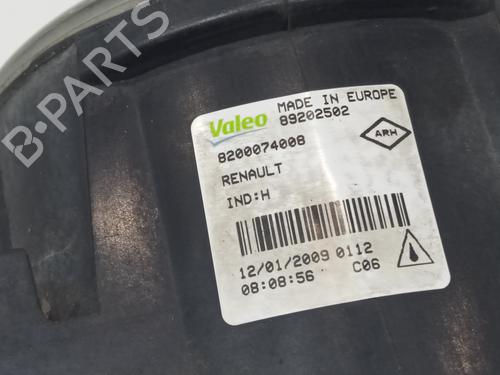 Valeo MADE IN EUROPE
89202502
8200074008
ARH
RENAULT
IND:H
12/01/2009 0112
08:08:56 C06
B-PARTS